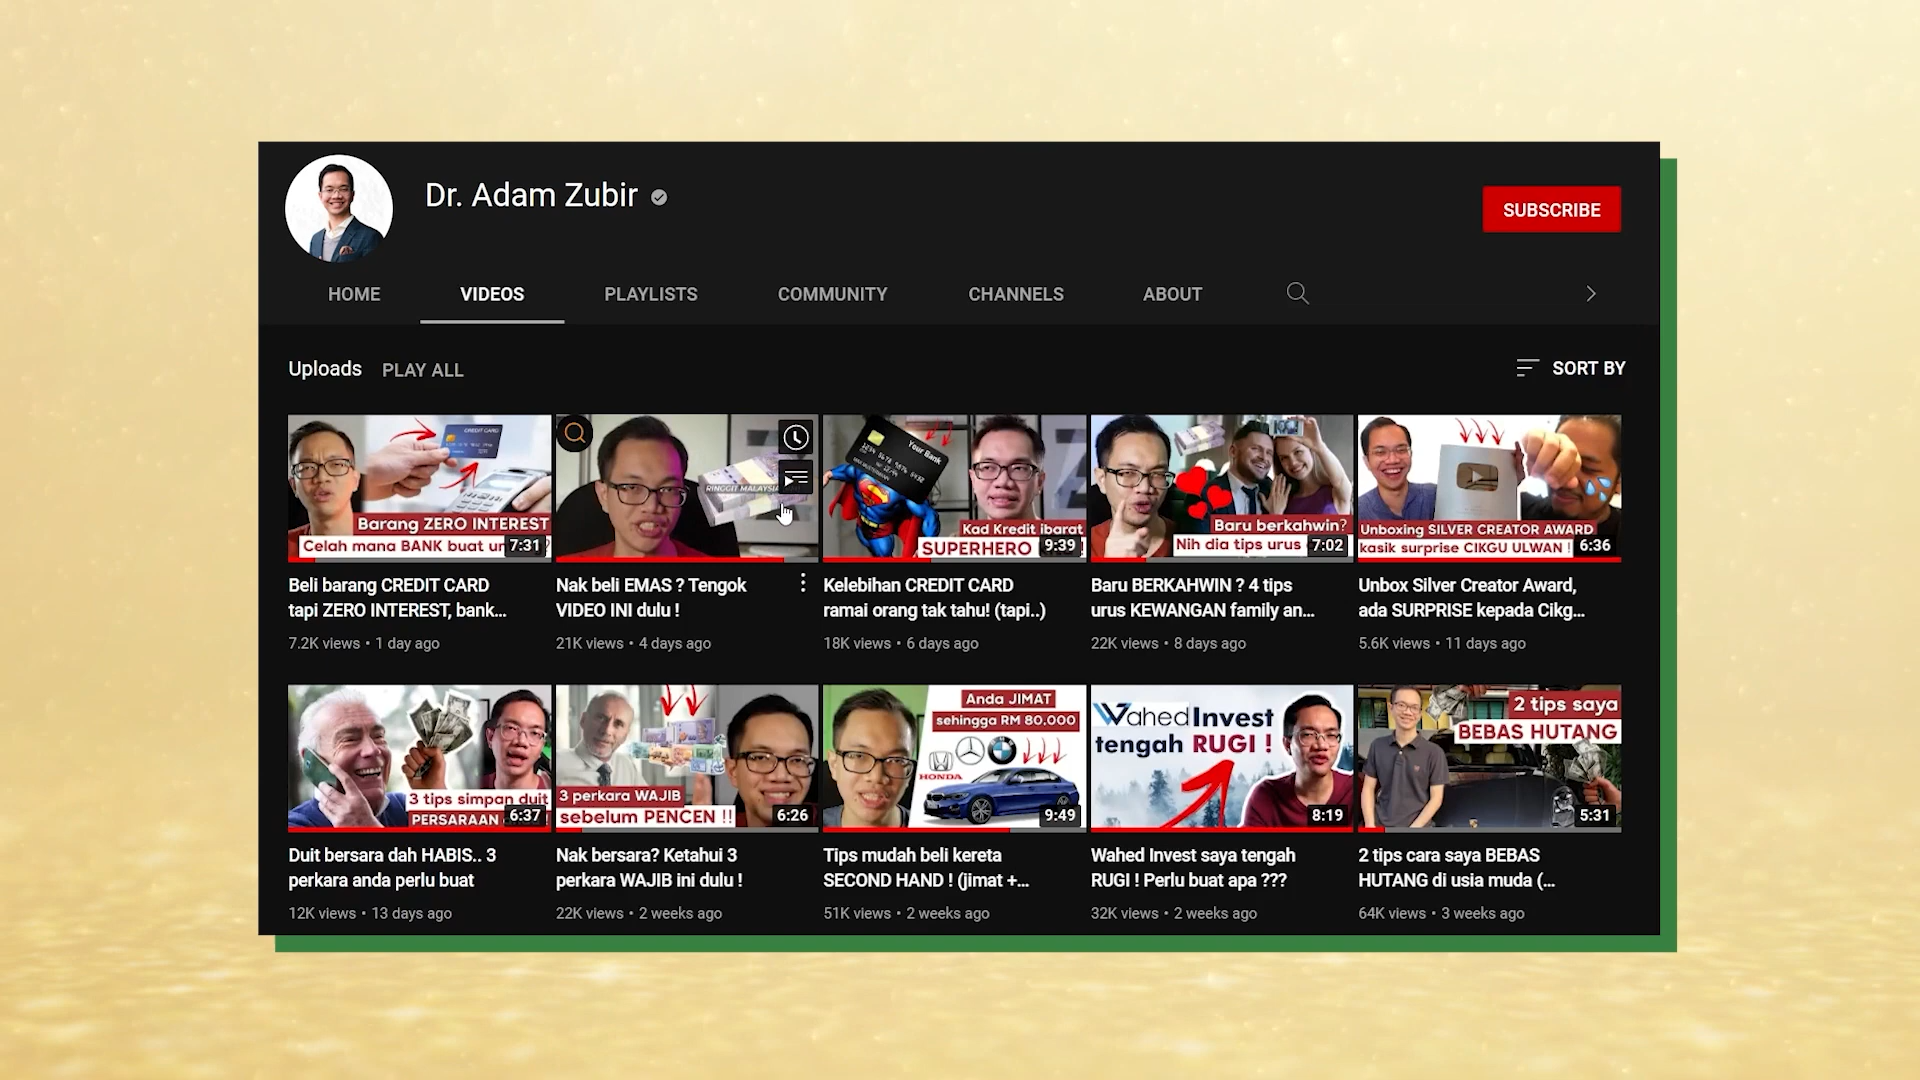 Dr. Adam Zubir
SUBSCRIBE
HOME
VIDEOS
PLAYLISTS
COMMUNITY
CHANNELS
ABOUT
Uploads
PLAY ALL
SORT BY
CREDIT CARD
Barang ZERO INTEREST
Celah mana BANK buat
7:31
Beli barang CREDIT CARD
tapi ZERO INTEREST, bank...
7.2K views • 1 day ago
RINGGIT MALAYSIA
Nak beli EMAS ? Tengok
VIDEO INI dulu !
21K views • 4 days ago
Your Bank
Kad Kredit ibarat
SUPERHERO
9:39
Kelebihan CREDIT CARD
ramai orang tak tahu! (tapi..)
18K views • 6 days ago
Baru berkahwin?
Nih dia tips urus
7:02
Baru BERKAHWIN ? 4 tips
urus KEWANGAN family an...
22K views • 8 days ago
Unboxing SILVER CREATOR AWARD
kasik surprise CIKGU ULWAN !
6:36
Unbox Silver Creator Award,
ada SURPRISE kepada Cikg...
5.6K views • 11 days ago
3 tips simpan duit
PERSARAAN
6:37
Duit bersara dah HABIS.. 3
perkara anda perlu buat
12K views • 13 days ago
3 perkara WAJIB
sebelum PENCEN !!
6:26
Nak bersara? Ketahui 3
perkara WAJIB ini dulu !
22K views • 2 weeks ago
Anda JIMAT
sehingga RM 80,000
HONDA
9:49
Tips mudah beli kereta
SECOND HAND ! (jimat +...
51K views • 2 weeks ago
WahedInvest
tengah RUGI !
8:19
Wahed Invest saya tengah
RUGI ! Perlu buat apa ???
32K views • 2 weeks ago
2 tips saya
BEBAS HUTANG
5:31
2 tips cara saya BEBAS
HUTANG di usia muda (...
64K views • 3 weeks ago